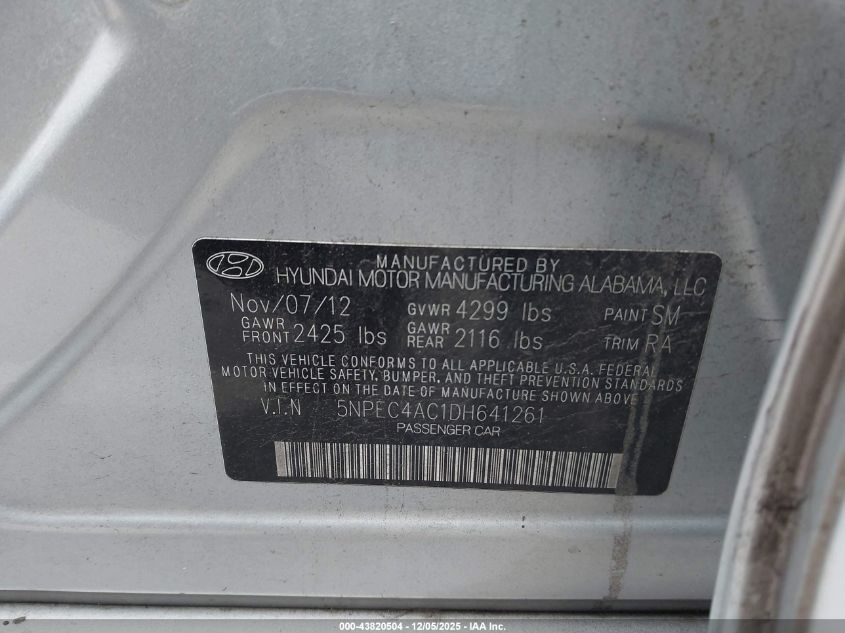 MANUFACTURED BY
HYUNDAI MOTOR MANUFACTURING ALABAMA, LLC
Nov/07/12 GVWR 4299 lbs PAINT SM
GAWR FRONT 2425 lbs GAWR REAR 2116 lbs TRIM RA
THIS VEHICLE CONFORMS TO ALL APPLICABLE U.S.A. FEDERAL
MOTOR VEHICLE SAFETY, BUMPER, AND THEFT PREVENTION STANDARDS
IN EFFECT ON THE DATE OF MANUFACTURE SHOWN ABOVE
V.I.N 5NPEC4AC1DH641261
PASSENGER CAR
000-43820504 - 12/05/2025 - IAA Inc.